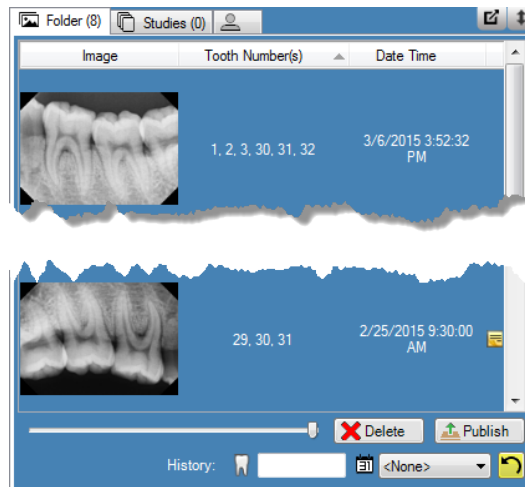 Folder (8) Studies (0)
Image Tooth Number(s) Date Time
1, 2, 3, 30, 31, 32 3/6/2015 3:52:32
PM
29, 30, 31 2/25/2015 9:30:00
AM
Delete Publish
History: 31 <None>